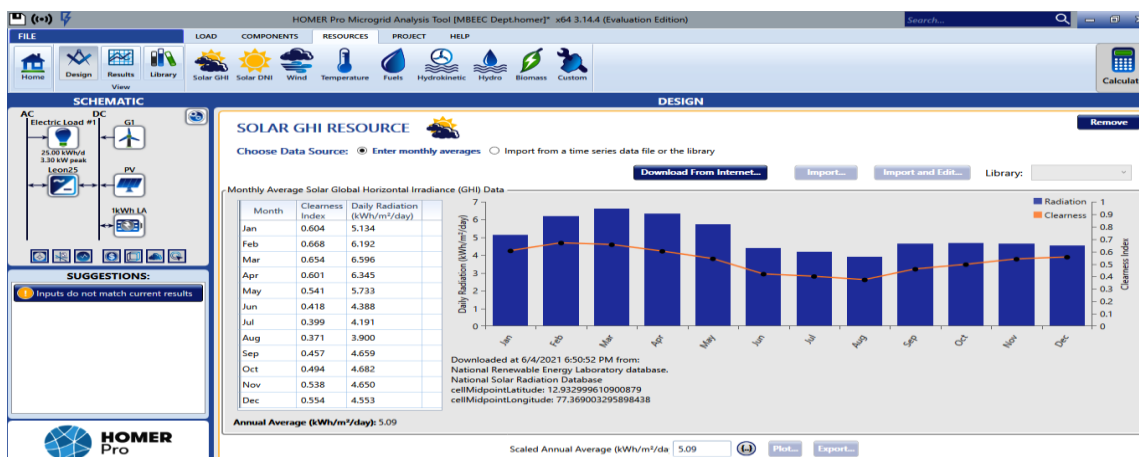 HOMER Pro Microgrid Analysis Tool [MBEEC Dept.homer]* x64 3.14.4 (Evaluation Edition)
Search...
FILE
LOAD COMPONENTS RESOURCES PROJECT HELP
Home Design Results Library
View
Solar GHI Solar DNI Wind Temperature Fuels Hydrokinetic Hydro Biomass Custom
Calculat
SCHEMATIC
DESIGN
AC DC
Electric Load #1 G1
25.00 kWh/d
3.30 kW peak
Leon25 PV
1kWh LA
SUGGESTIONS:
Inputs do not match current results
HOMER
Pro
SOLAR GHI RESOURCE
Remove
Choose Data Source: Enter monthly averages Import from a time series data file or the library
Download From Internet... Import... Import and Edit... Library:
Monthly Average Solar Global Horizontal Irradiance (GHI) Data
Month Clearness Index Daily Radiation (kWh/m²/day)
Jan 0.604 5.134
Feb 0.668 6.192
Mar 0.654 6.596
Apr 0.601 6.345
May 0.541 5.733
Jun 0.418 4.388
Jul 0.399 4.191
Aug 0.371 3.900
Sep 0.457 4.659
Oct 0.494 4.682
Nov 0.538 4.650
Dec 0.554 4.553
Annual Average (kWh/m²/day): 5.09
Daily Radiation (kWh/m²/day)
7
6
5
4
3
2
1
0
Jan Feb Mar Apr May Jun Jul Aug Sep Oct Nov Dec
Radiation
Clearness
1
0.9
0.8
0.7
0.6
0.5
0.4
0.3
0.2
0.1
0
Clearness Index
Downloaded at 6/4/2021 6:50:52 PM from:
National Renewable Energy Laboratory database.
National Solar Radiation Database
cellMidpointLatitude: 12.932999610900879
cellMidpointLongitude: 77.369003295898438
Scaled Annual Average (kWh/m²/da 5.09 {..} Plot... Export...